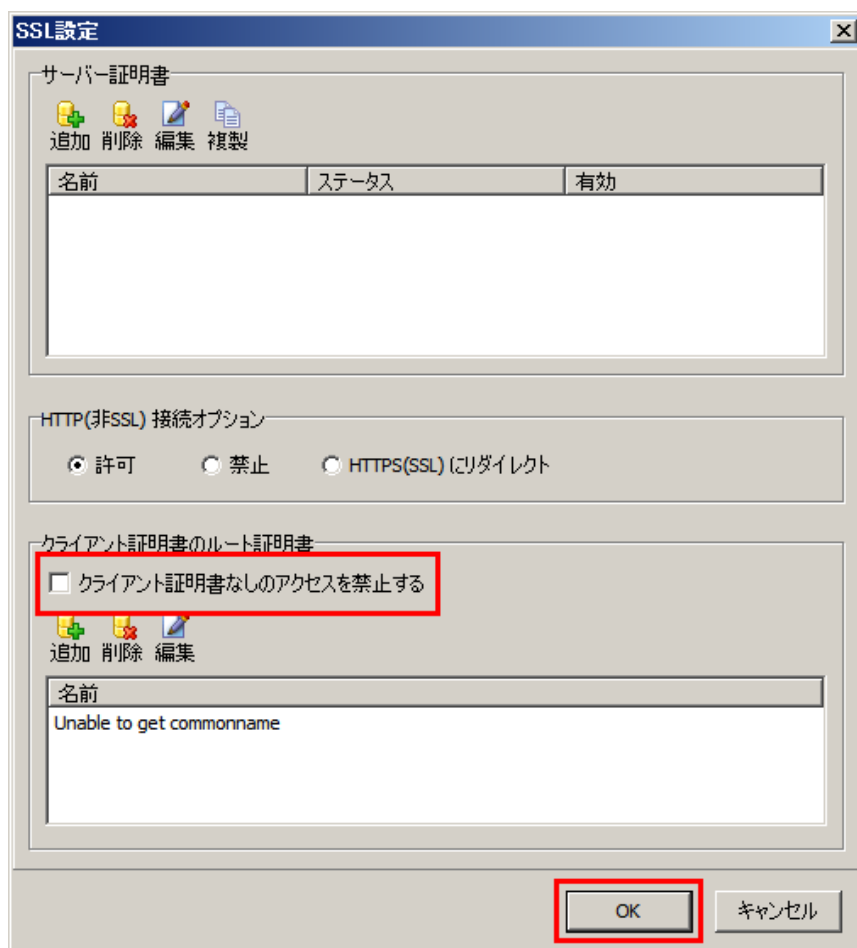 SSL設定
サーバー証明書
追加 削除 編集 複製
名前 ステータス 有効
HTTP(非SSL) 接続オプション
許可 禁止 HTTPS(SSL) にリダイレクト
クライアント証明書のルート証明書
クライアント証明書なしのアクセスを禁止する
追加 削除 編集
名前
Unable to get commonname
OK キャンセル